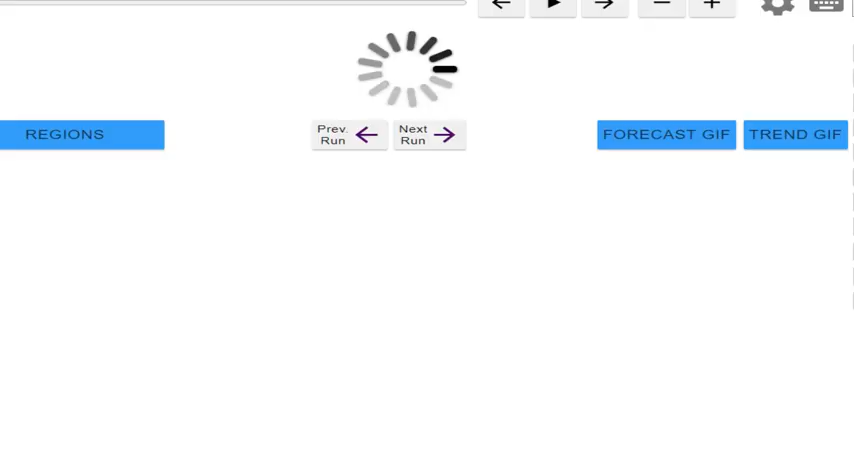 REGIONS
Prev.
Run
Next
Run
FORECAST GIF
TREND GIF